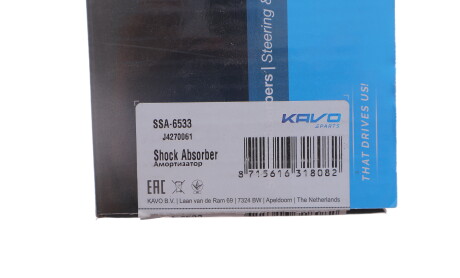 bers | Steering &
THAT DRIVES US!
SSA-6533
J4270061
KAVO
PARTS
Shock Absorber
Амортизатор
8 715616 318082
EAC
KAVO B.V. | Laan van de Ram 69 | 7324 BW | Apeldoorn | The Netherlands